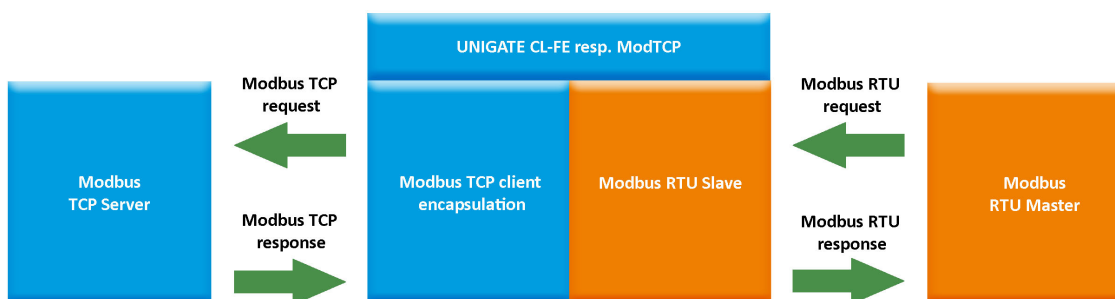 UNIGATE CL-FE resp. ModTCP
Modbus TCP
request
Modbus RTU
request
Modbus
TCP Server
Modbus TCP client
encapsulation
Modbus RTU Slave
Modbus
RTU Master
Modbus TCP
response
Modbus RTU
response